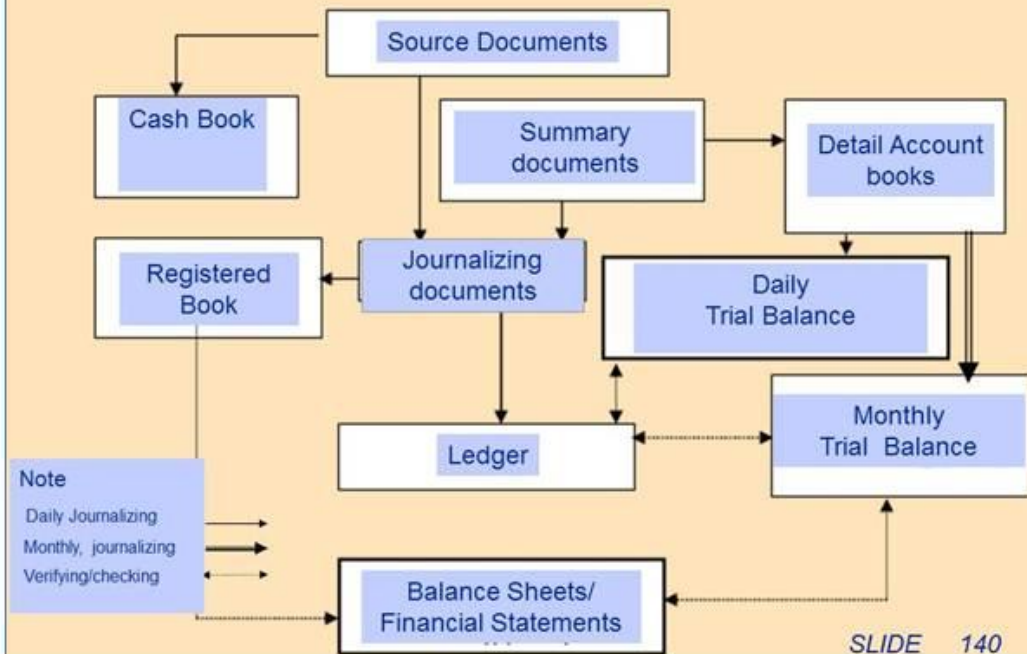 Source Documents
Cash Book
Summary
documents
Detail Account
books
Registered
Book
Journalizing
documents
Daily
Trial Balance
Monthly
Trial Balance
Ledger
Note
Daily Journalizing
Monthly, journalizing
Verifying/checking
Balance Sheets/
Financial Statements
SLIDE 140